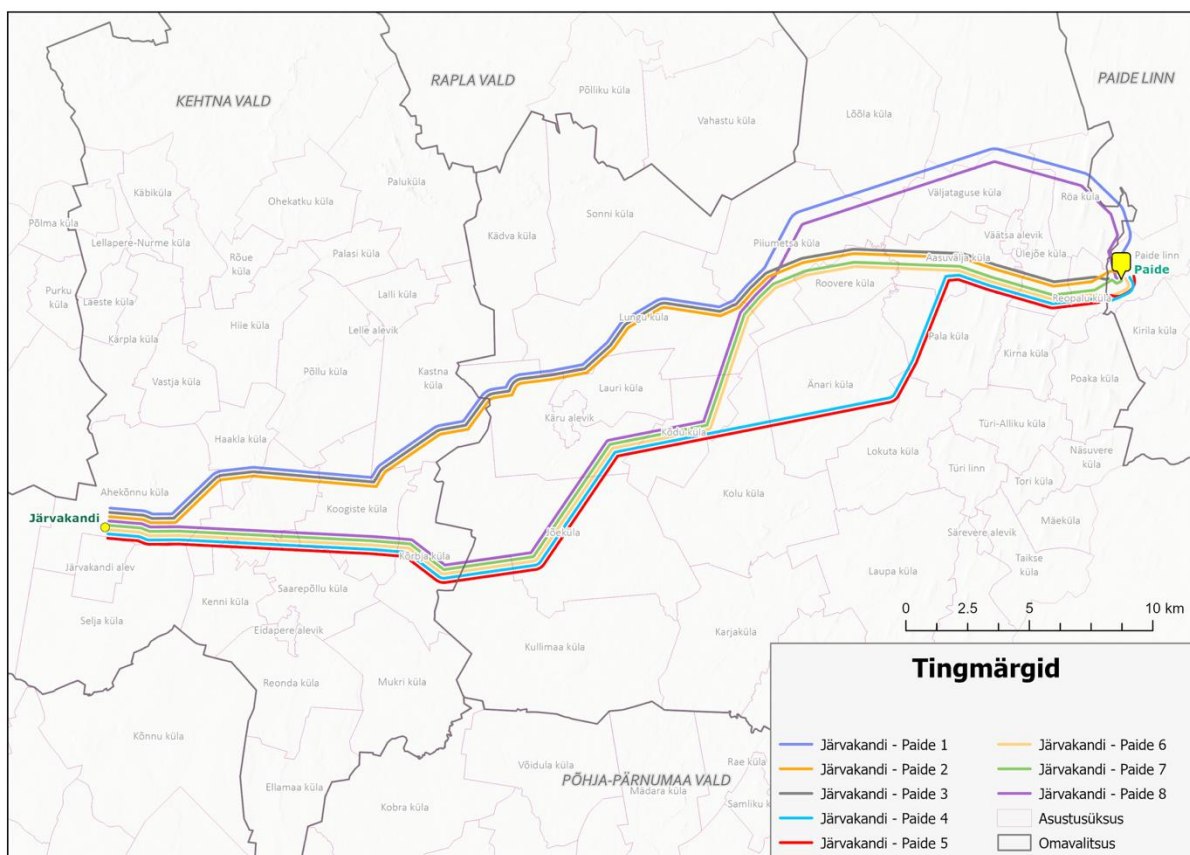 RAPLA VALD
Põlliku küla
PAIDE LINN
KEHTNA VALD
Vahastu küla
Lõõla küla
Paluküla
Käbiküla
Ohekatku küla
Väljataguse küla
Röa küla
Põlma küla
Sonni küla
Lellapere-Nurme küla
Kädva küla
Piiumetsa küla
Väätsa alevik
Rõue
küla
Palasi küla
Ülejõe küla
Paide linn
Aasuvälja küla
Paide
Purku
küla
Lalli küla
Roovere küla
Laeste küla
Reopalu küla
Hiie küla
Lungu küla
Lelle alevik
Kirila küla
Kärpla küla
Pala küla
Kirna küla
Põllu küla
Kastna
küla
Poaka küla
Vastja küla
Lauri küla
Änari küla
Käru alevik
Türi-Alliku küla
Haakla küla
Kõdu küla
Lokuta küla
Näsuvere
küla
Türi linn
Tori küla
Ahekõnnu küla
Kolu küla
Koogiste küla
Järvakandi
Mäeküla
Jõeküla
Särevere alevik
Kõrbja küla
Taikse
küla
Järvakandi alev
Laupa küla
Saarepõllu küla
Kenni küla
0 2.5 5 10 km
Selja küla
Eidapere alevik
Karjaküla
Kullimaa küla
Reonda küla
Mukri küla
Kõnnu küla
Võidula küla
Rae küla
PÕHJA-PÄRNUMAA VALD
Ellamaa küla
Mädara küla
Kobra küla
Samliku k
Tingmärgid
Järvakandi - Paide 1
Järvakandi - Paide 2
Järvakandi - Paide 3
Järvakandi - Paide 4
Järvakandi - Paide 5
Järvakandi - Paide 6
Järvakandi - Paide 7
Järvakandi - Paide 8
Asustusüksus
Omavalitsus